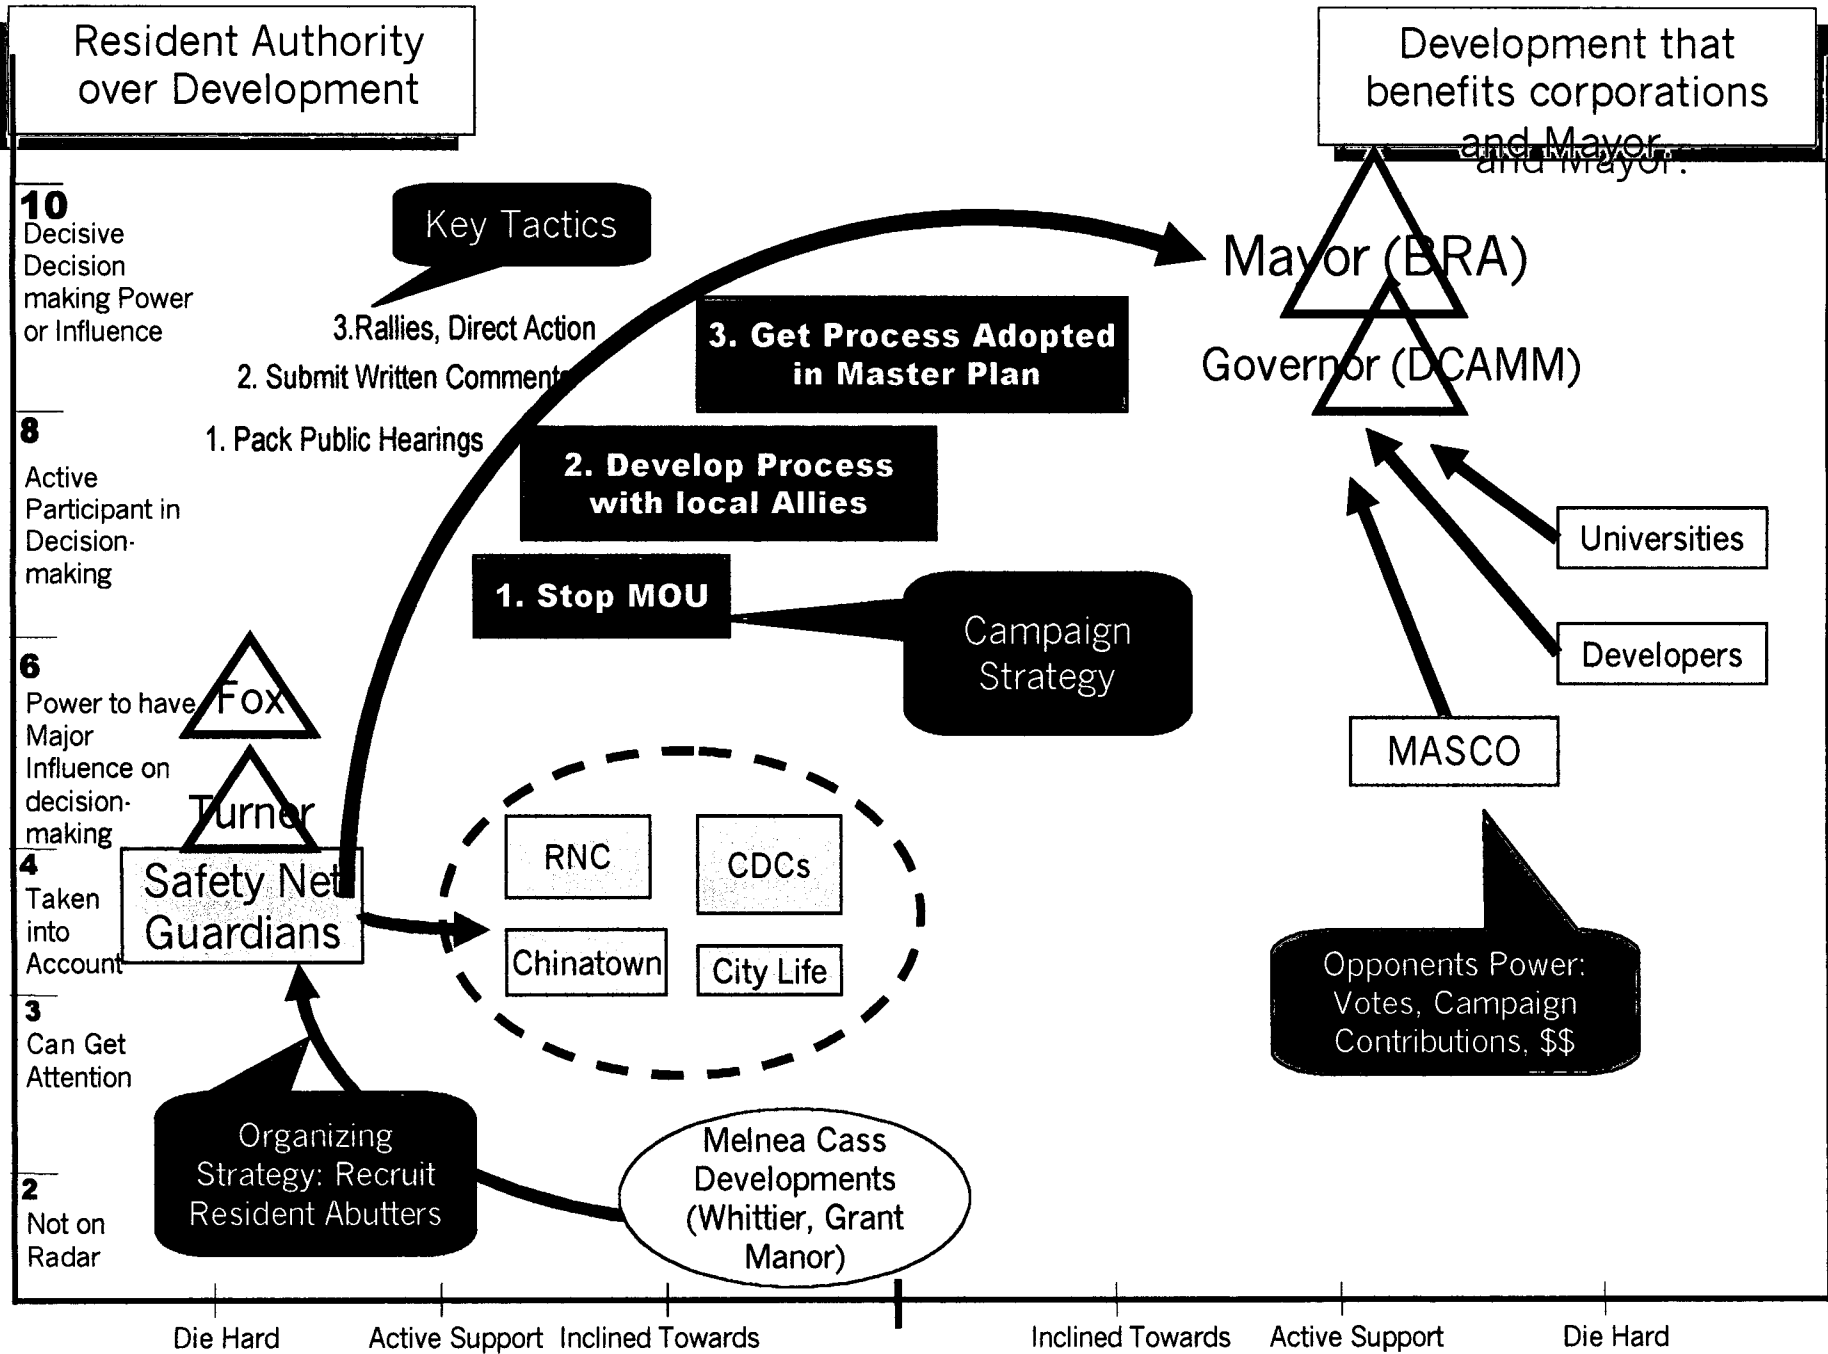 Resident Authority
over Development
Development that
benefits corporations
and Mayor.
and Mayor.
10
Decisive
Decision
making Power
or Influence
Key Tactics
3.Rallies, Direct Action
2. Submit Written Comments
1. Pack Public Hearings
3. Get Process Adopted
in Master Plan
2. Develop Process
with local Allies
1. Stop MOU
Campaign
Strategy
Mayor (BRA)
Governor (DCAMM)
Universities
Developers
MASCO
8
Active
Participant in
Decision-
making
6
Power to have
Major
Influence on
decision-
making
Fox
Turner
Safety Net
Guardians
4
Taken
into
Account
RNC
CDCs
Chinatown
City Life
Opponents Power:
Votes, Campaign
Contributions, $$
3
Can Get
Attention
Organizing
Strategy: Recruit
Resident Abutters
Melnea Cass
Developments
(Whittier, Grant
Manor)
2
Not on
Radar
Die Hard
Active Support
Inclined Towards
Inclined Towards
Active Support
Die Hard